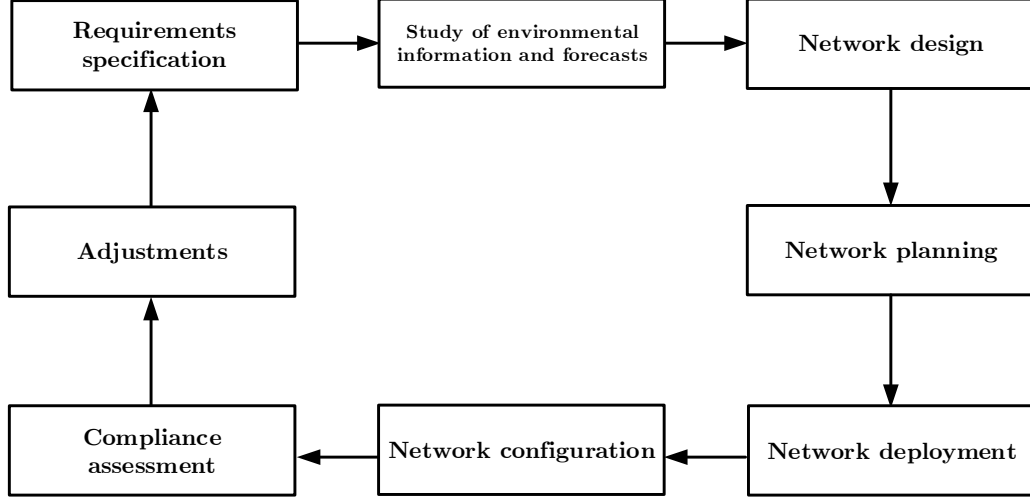 Requirements
specification
Study of environmental
information and forecasts
Network design
Adjustments
Network planning
Compliance
assessment
Network configuration
Network deployment